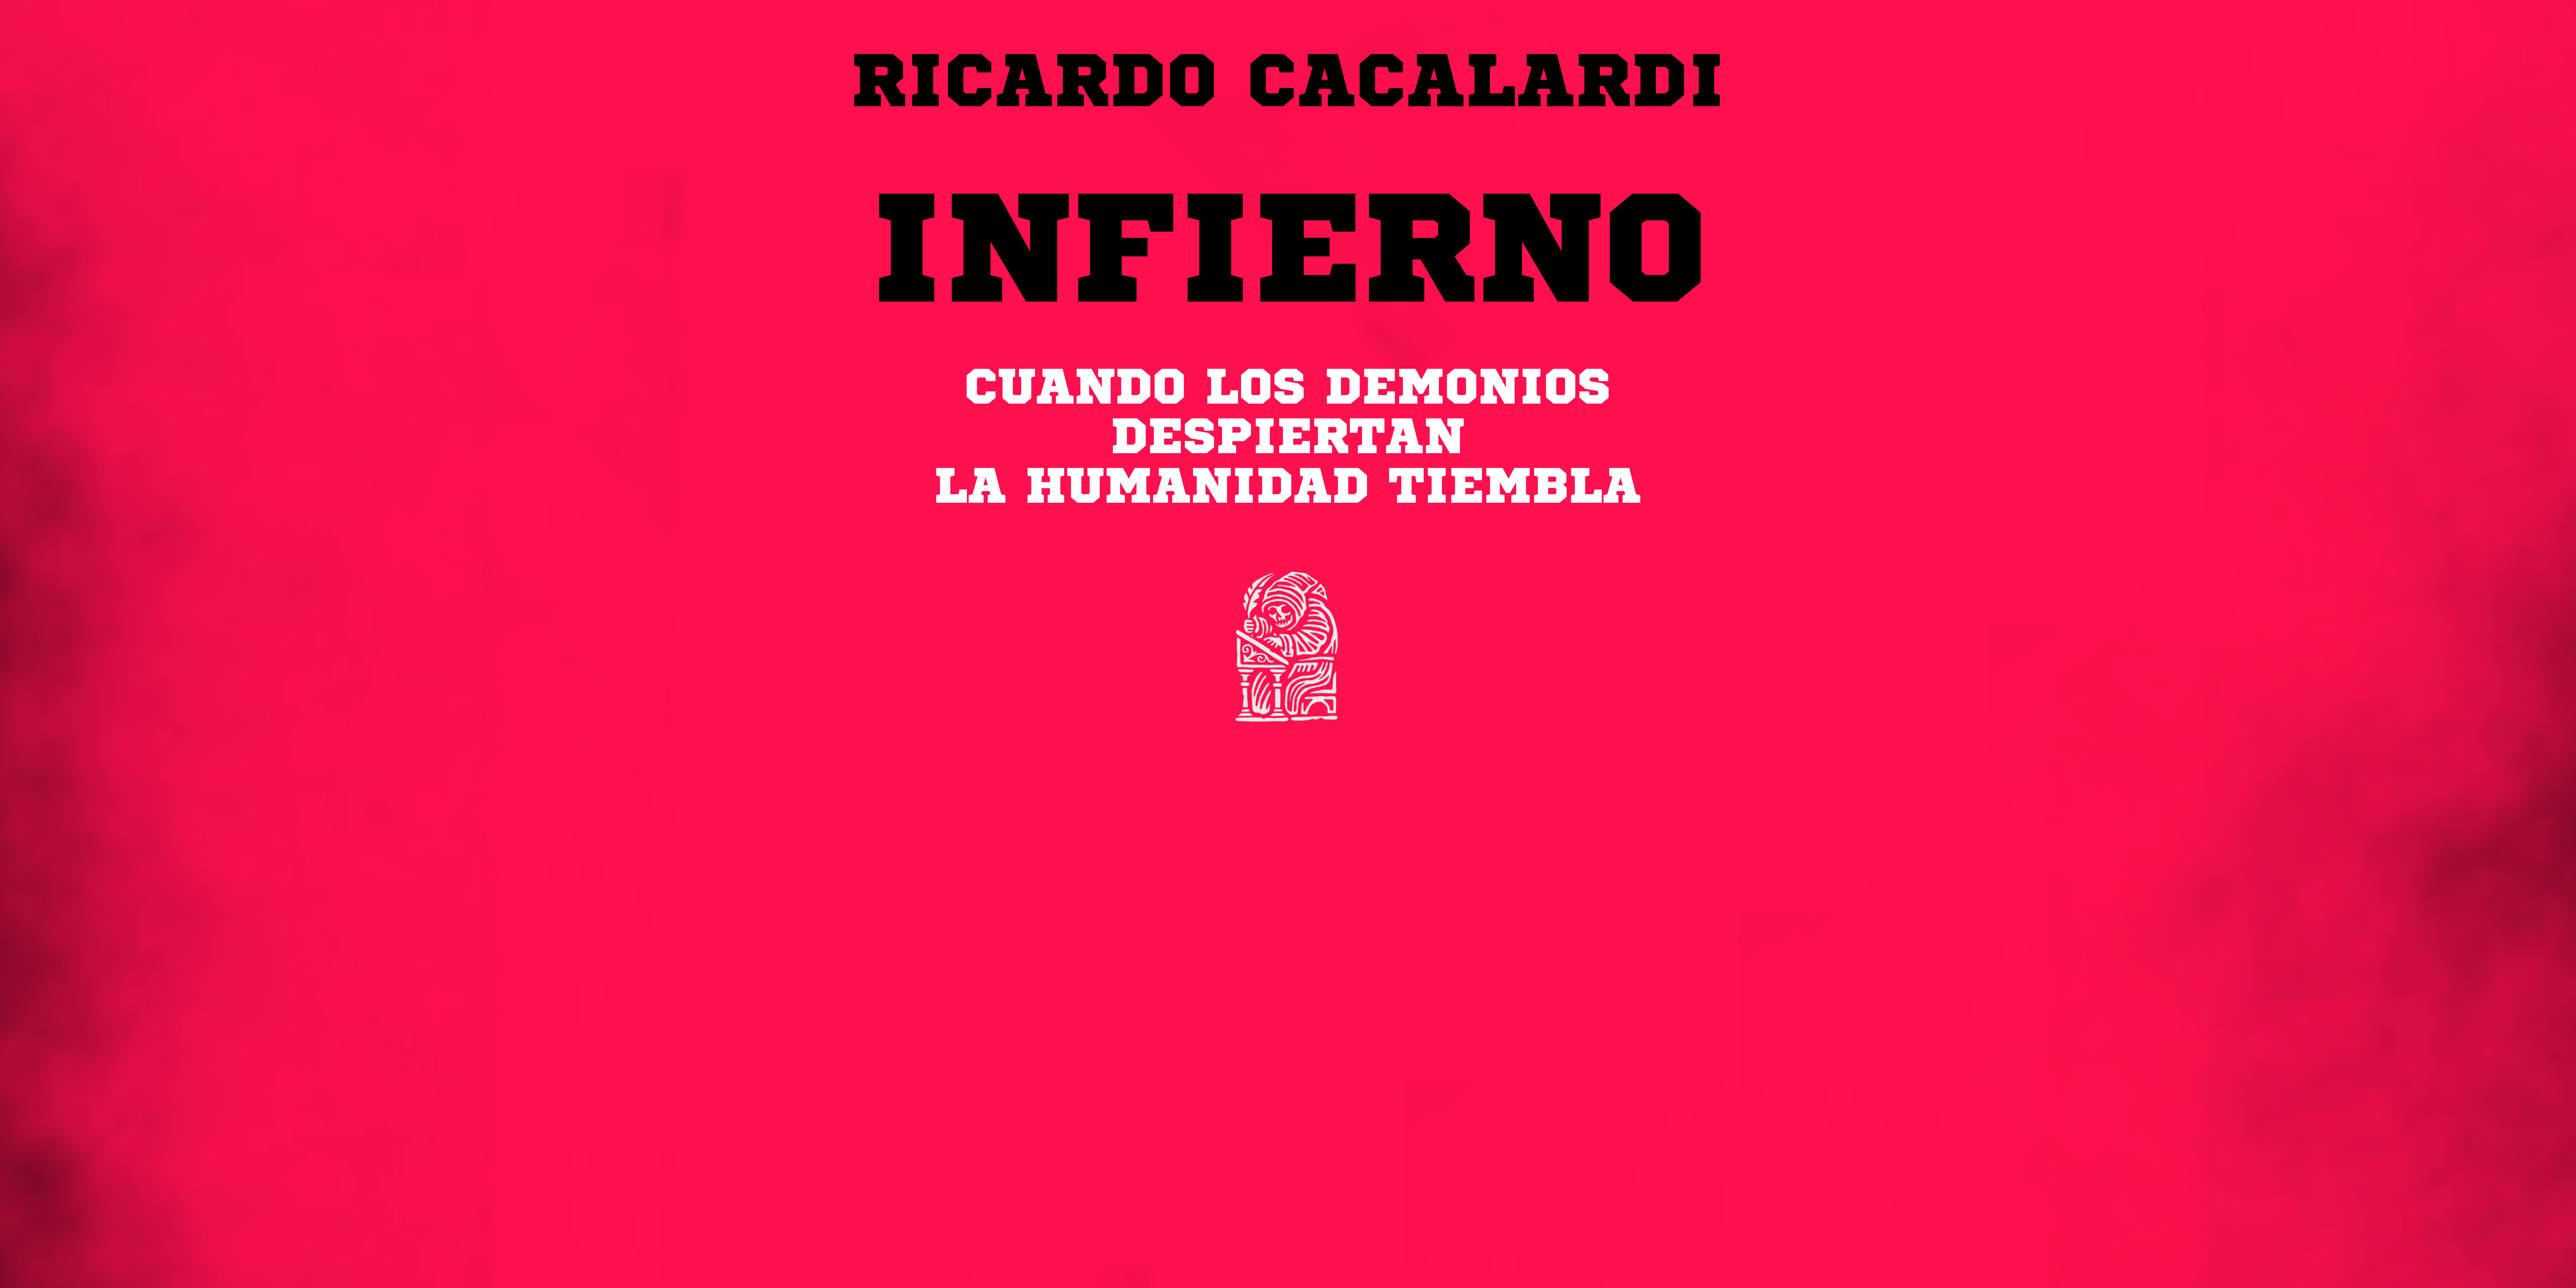 RICARDO CACALARDI
INFIERNO
CUANDO LOS DEMONIOS
DESPIERTAN
LA HUMANIDAD TIEMBLA